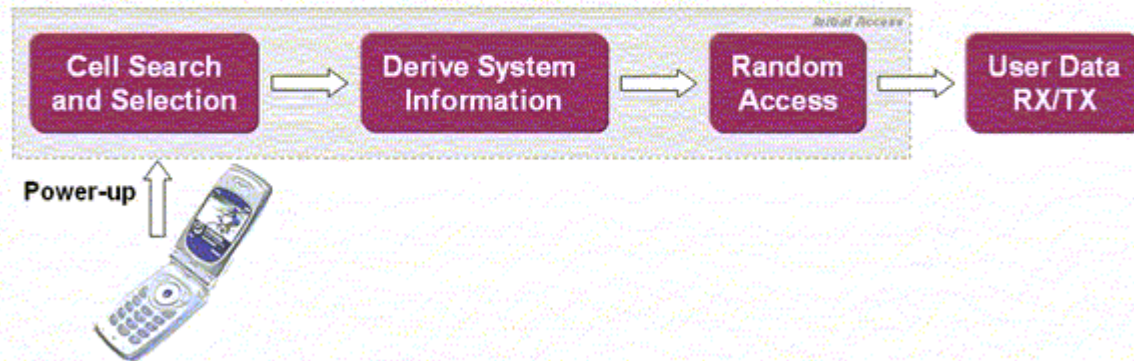 Initial Access
Cell Search
and Selection
Derive System
Information
Random
Access
User Data
RX/TX
Power-up